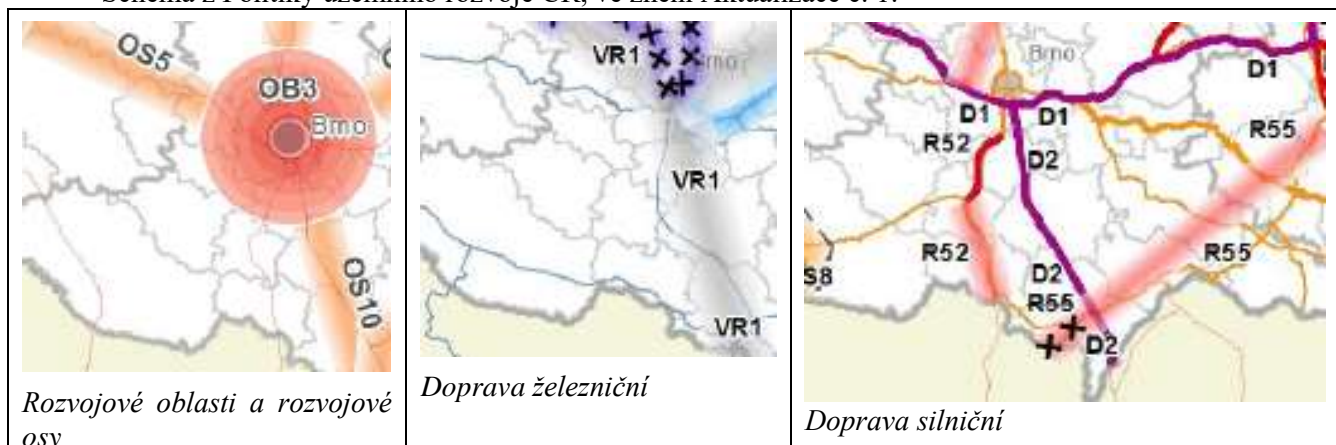 Schéma z Politiky územního rozvoje ČR, ve znění Aktualizace č. 1:
OS5
OB3
Brno
OS10
Rozvojové oblasti a rozvojové
osy
VR1
VR1
VR1
Doprava železniční
Brno
D1
D1
D1
R52
R55
D2
R52
R55
S8
D2
R55
D2
Doprava silniční